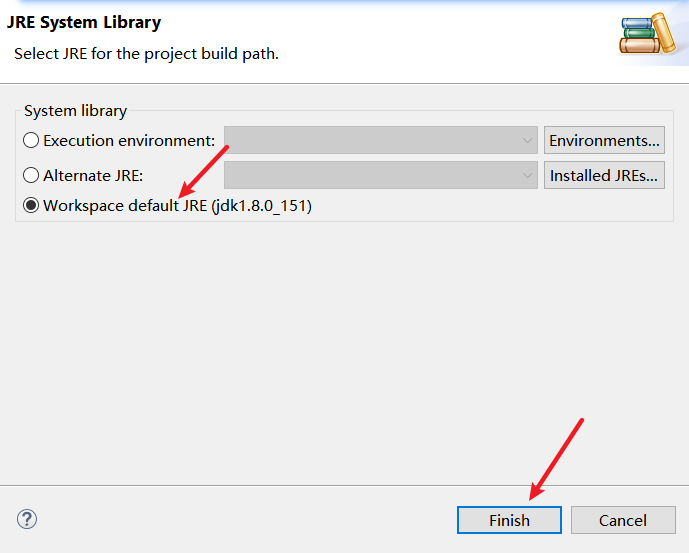 JRE System Library
Select JRE for the project build path.
System library
Execution environment:
Environments...
Alternate JRE:
Installed JREs...
Workspace default JRE (jdk1.8.0_151)
?
Finish
Cancel